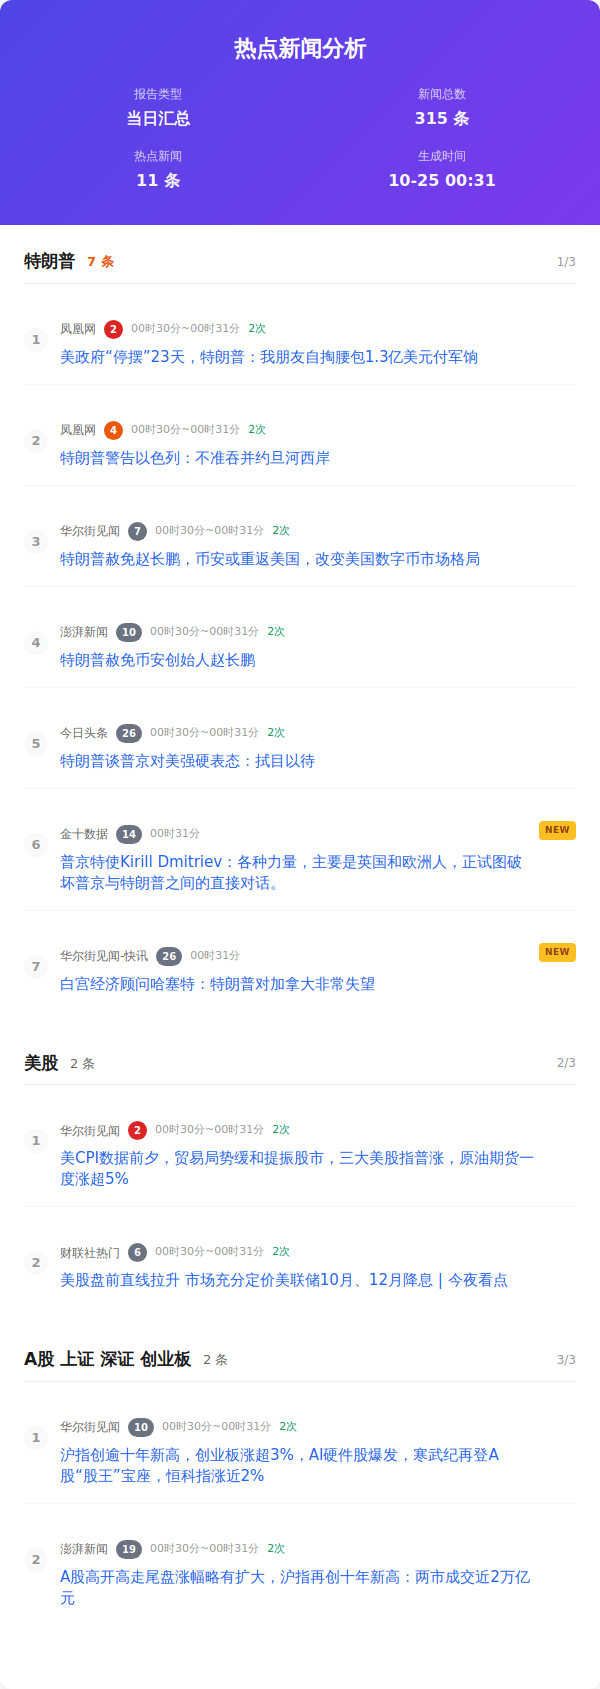 热点新闻分析
报告类型
新闻总数
当日汇总
315 条
热点新闻
生成时间
11 条
10-25 00:31
特朗普 7 条 1/3
1
凤凰网 2 00时30分~00时31分 2次
美政府“停摆”23天，特朗普：我朋友自掏腰包1.3亿美元付军饷
2
凤凰网 4 00时30分~00时31分 2次
特朗普警告以色列：不准吞并约旦河西岸
3
华尔街见闻 7 00时30分~00时31分 2次
特朗普赦免赵长鹏，币安或重返美国，改变美国数字币市场格局
4
澎湃新闻 10 00时30分~00时31分 2次
特朗普赦免币安创始人赵长鹏
5
今日头条 26 00时30分~00时31分 2次
特朗普谈普京对美强硬表态：拭目以待
6
金十数据 14 00时31分 NEW
普京特使Kirill Dmitriev：各种力量，主要是英国和欧洲人，正试图破
坏普京与特朗普之间的直接对话。
7
华尔街见闻-快讯 26 00时31分 NEW
白宫经济顾问哈塞特：特朗普对加拿大非常失望
美股 2 条 2/3
1
华尔街见闻 2 00时30分~00时31分 2次
美CPI数据前夕，贸易局势缓和提振股市，三大美股指普涨，原油期货一
度涨超5%
2
财联社热门 6 00时30分~00时31分 2次
美股盘前直线拉升 市场充分定价美联储10月、12月降息 | 今夜看点
A股 上证 深证 创业板 2 条 3/3
1
华尔街见闻 10 00时30分~00时31分 2次
沪指创逾十年新高，创业板涨超3%，AI硬件股爆发，寒武纪再登A
股“股王”宝座，恒科指涨近2%
2
澎湃新闻 19 00时30分~00时31分 2次
A股高开高走尾盘涨幅略有扩大，沪指再创十年新高：两市成交近2万亿
元